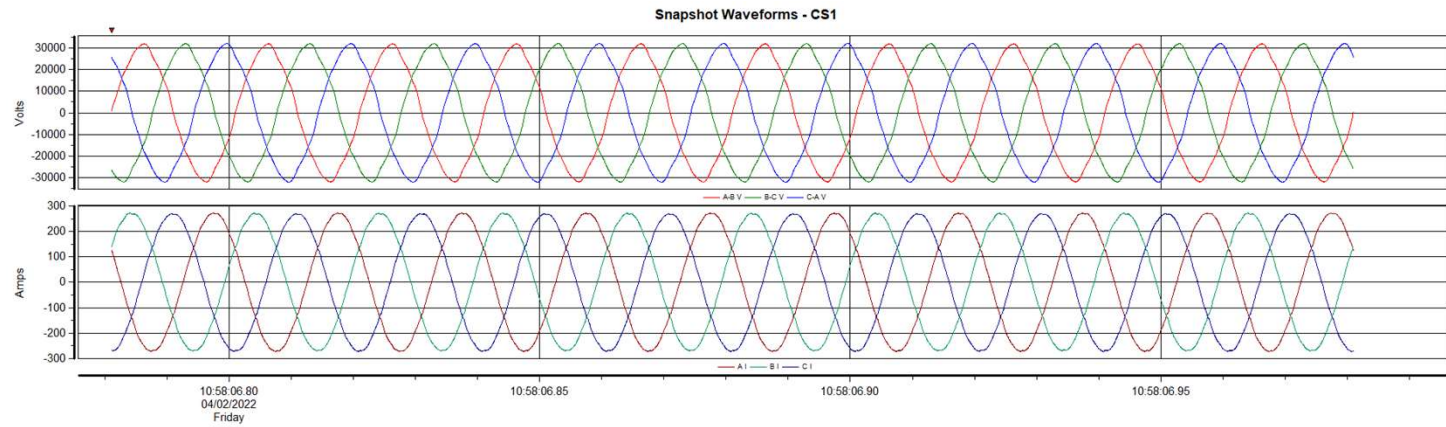 Snapshot Waveforms - CS1
Volts
30000
20000
10000
0
-10000
-20000
-30000
A-B V B-C V C-A V
Amps
300
200
100
0
-100
-200
-300
A I B I C I
10:58:06.80 10:58:06.85 10:58:06.90 10:58:06.95
04/02/2022
Friday